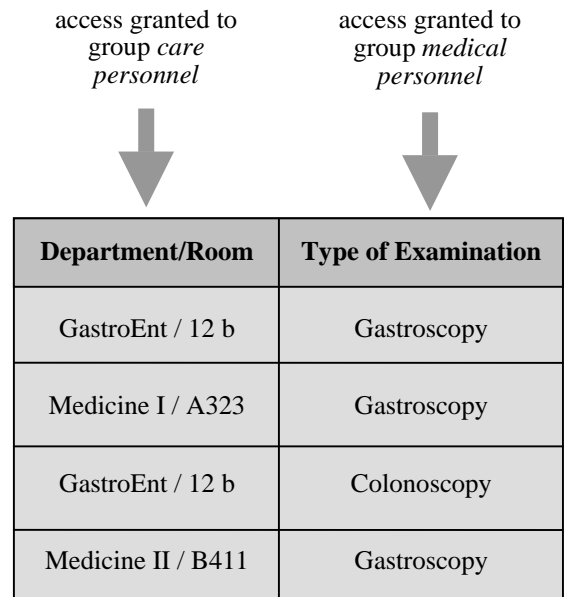 access granted to
group care
personnel
access granted to
group medical
personnel
Department/Room Type of Examination
GastroEnt / 12 b Gastroscopy
Medicine I / A323 Gastroscopy
GastroEnt / 12 b Colonoscopy
Medicine II / B411 Gastroscopy